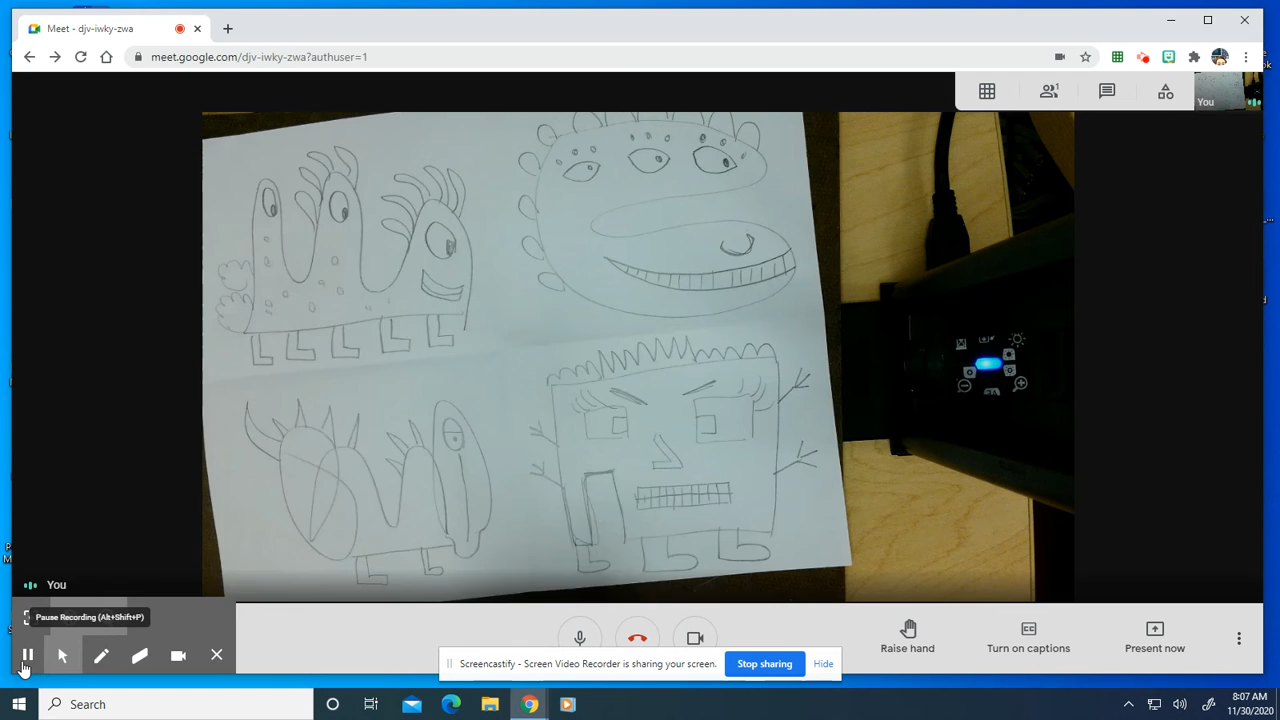 Meet - djv-iwky-zwa
meet.google.com/djv-iwky-zwa?authuser=1
1
You
You
Pause Recording (Alt+Shift+P)
Raise hand
Turn on captions
Present now
Screencastify - Screen Video Recorder is sharing your screen.
Stop sharing
Hide
Search
8:07 AM
11/30/2020